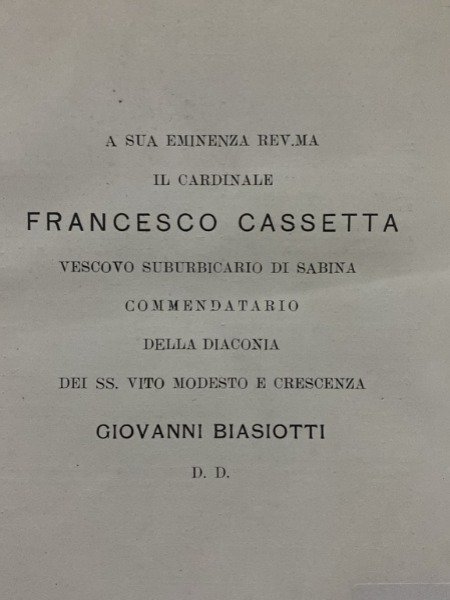 A SUA EMINENZA REV.MA
IL CARDINALE
FRANCESCO CASSETTA
VESCOVO SUBURBICARIO DI SABINA
COMMENDATARIO
DELLA DIACONIA
DEI SS. VITO MODESTO E CRESCENZA
GIOVANNI BIASIOTTI
D. D.